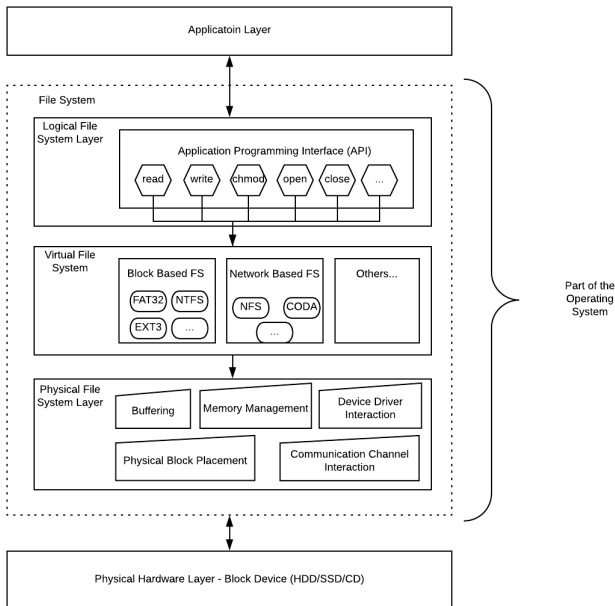 Applicatoin Layer
File System
Logical File
System Layer
Application Programming Interface (API)
read
write
chmod
open
close
...
Virtual File
System
Block Based FS
FAT32
NTFS
EXT3
...
Network Based FS
NFS
CODA
...
Others...
Physical File
System Layer
Buffering
Memory Management
Device Driver
Interaction
Physical Block Placement
Communication Channel
Interaction
Part of the
Operating
System
Physical Hardware Layer - Block Device (HDD/SSD/CD)